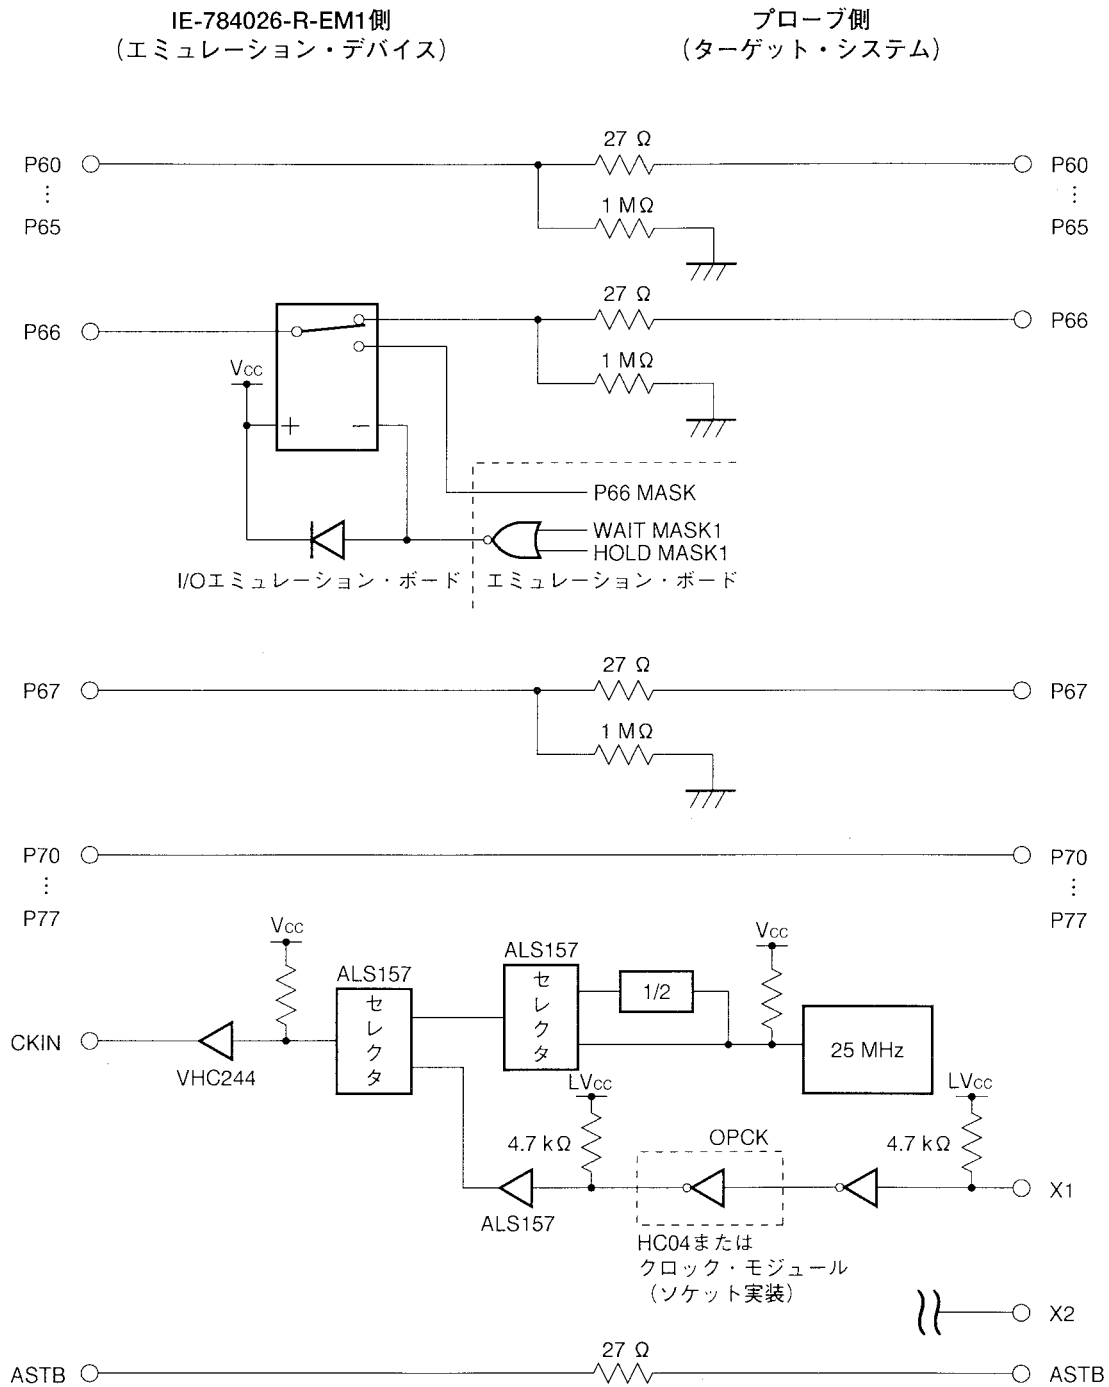 IE-784026-R-EM1側
(エミュレーション・デバイス)
プローブ側
(ターゲット・システム)
27 Ω
P60
⋮
P65
P60
⋮
P65
1 MΩ
27 Ω
P66
P66
1 MΩ
Vcc
+
−
P66 MASK
WAIT MASK1
HOLD MASK1
I/Oエミュレーション・ボード
エミュレーション・ボード
27 Ω
P67
P67
1 MΩ
P70
⋮
P77
P70
⋮
P77
Vcc
ALS157
セレクタ
ALS157
セレクタ
1/2
Vcc
25 MHz
CKIN
VHC244
LVcc
4.7 kΩ
OPCK
LVcc
4.7 kΩ
X1
ALS157
HC04または
クロック・モジュール
(ソケット実装)
X2
27 Ω
ASTB
ASTB